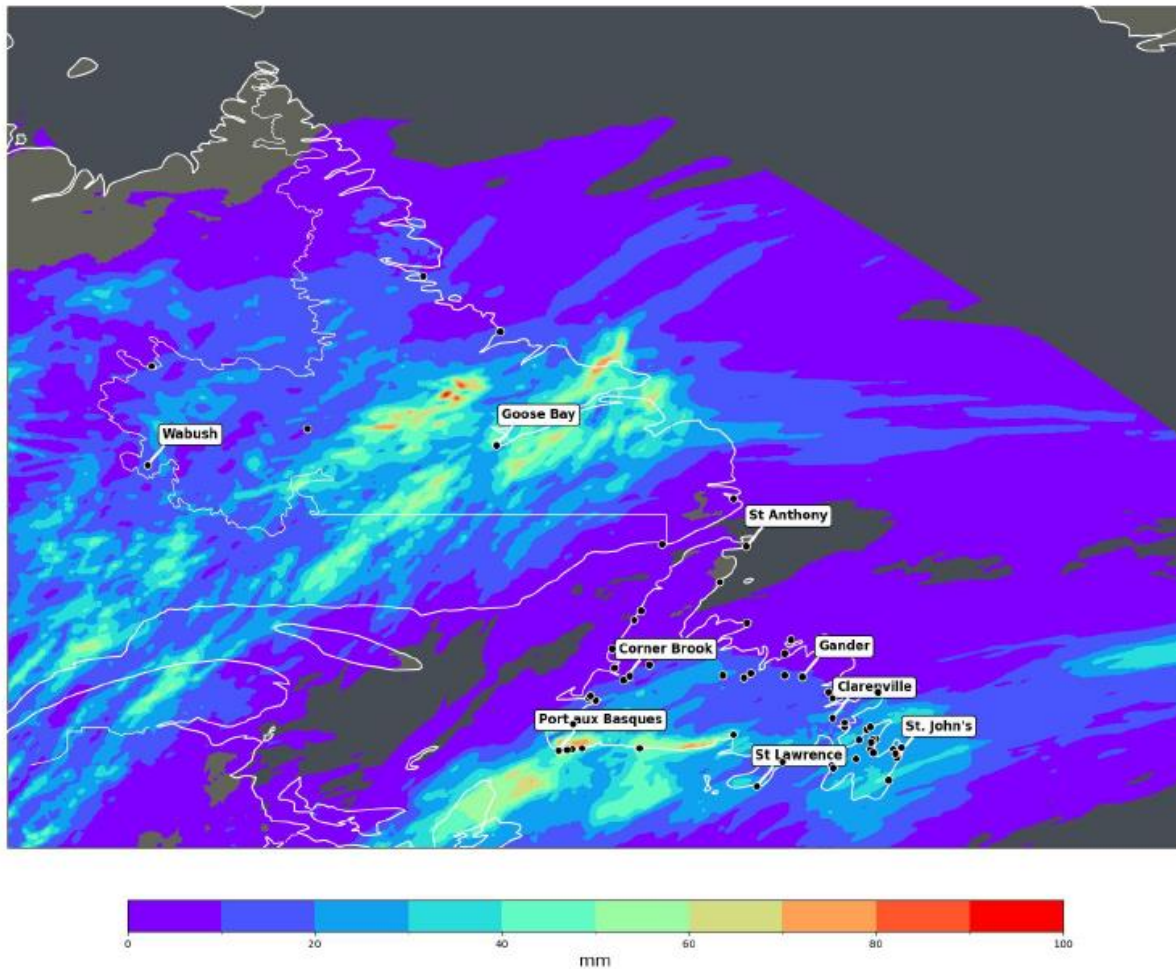 Goose Bay
Wabush
St Anthony
Corner Brook
Gander
Clarenville
Port aux Basques
St. John's
St Lawrence
0 20 40 60 80 100
mm